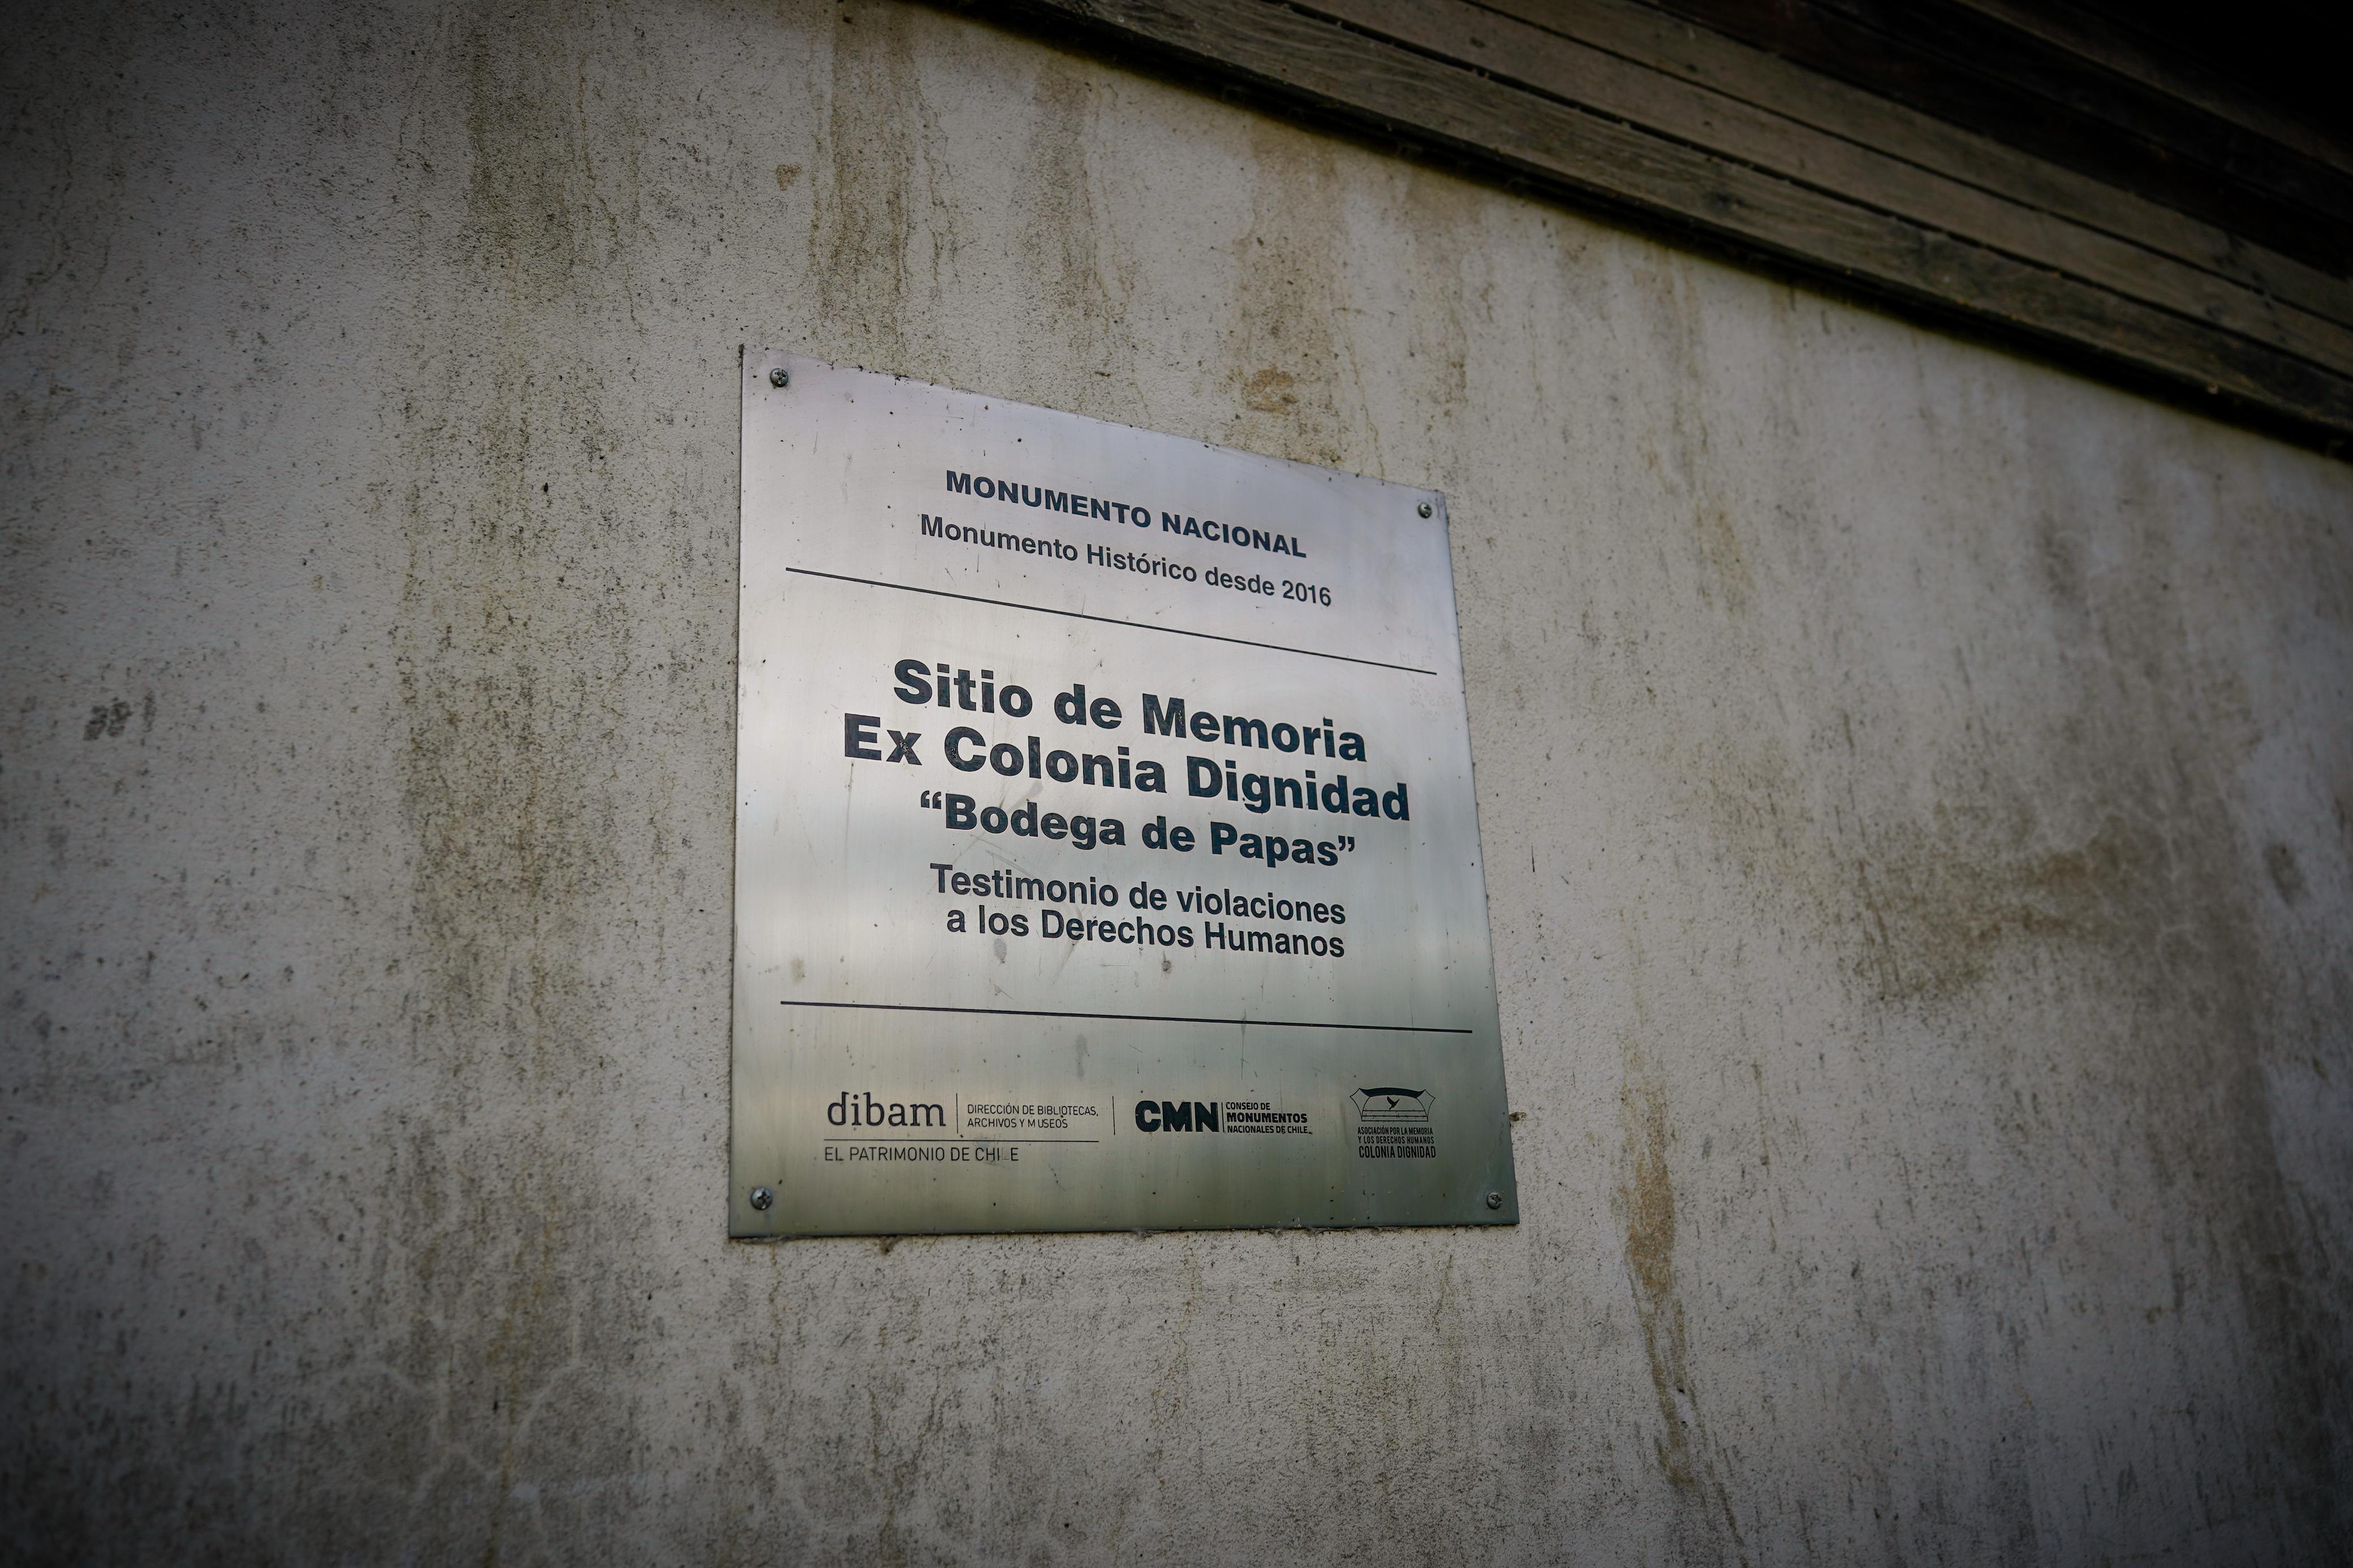 MONUMENTO NACIONAL
Monumento Histórico desde 2016
Sitio de Memoria
Ex Colonia Dignidad
“Bodega de Papas”
Testimonio de violaciones
a los Derechos Humanos
dibam
DIRECCIÓN DE BIBLIOTECAS,
ARCHIVOS Y MUSEOS
EL PATRIMONIO DE CHILE
CMN
CONSEJO DE
MONUMENTOS
NACIONALES DE CHILE
ASOCIACIÓN POR LA MEMORIA
Y LOS DERECHOS HUMANOS
COLONIA DIGNIDAD